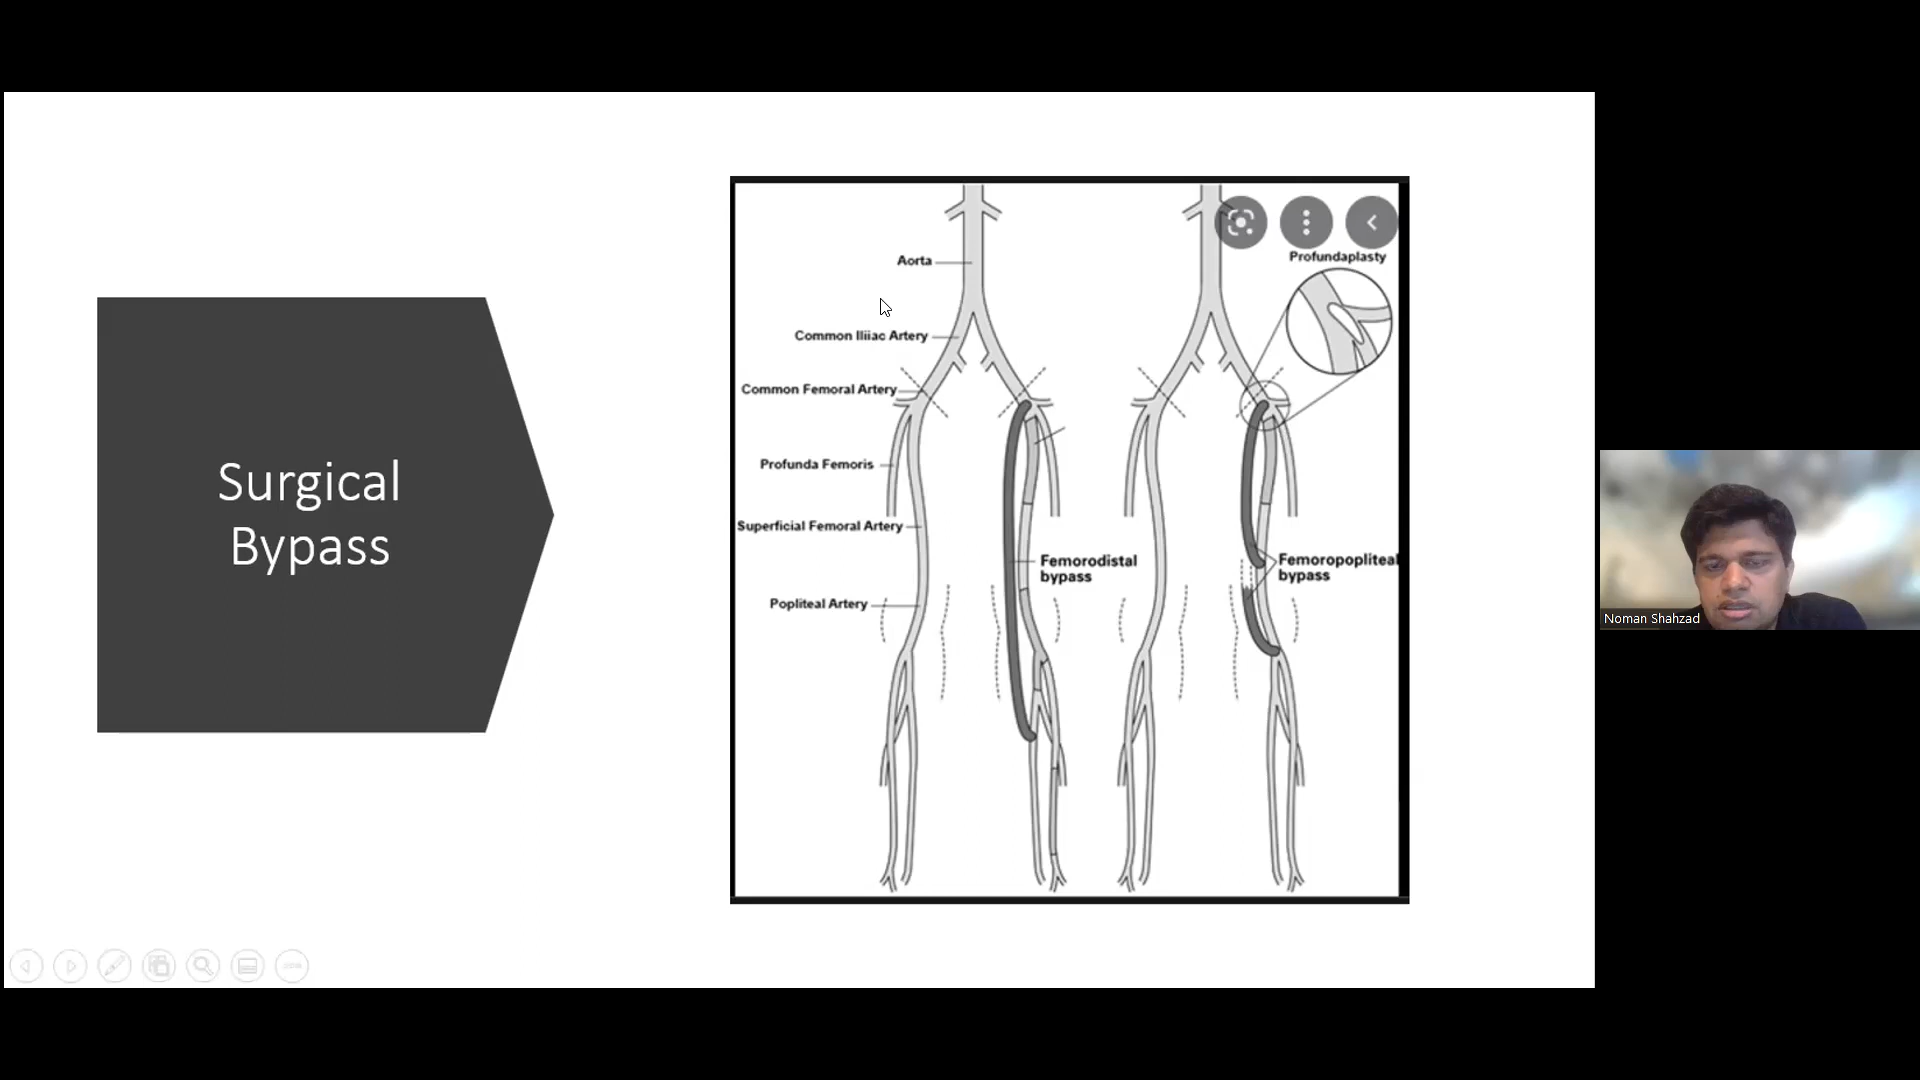 Surgical
Bypass
Aorta
Common Iliiac Artery
Common Femoral Artery
Profunda Femoris
Superficial Femoral Artery
Popliteal Artery
Femorodistal
bypass
Profundaplasty
Femoropopliteal
bypass
Noman Shahzad